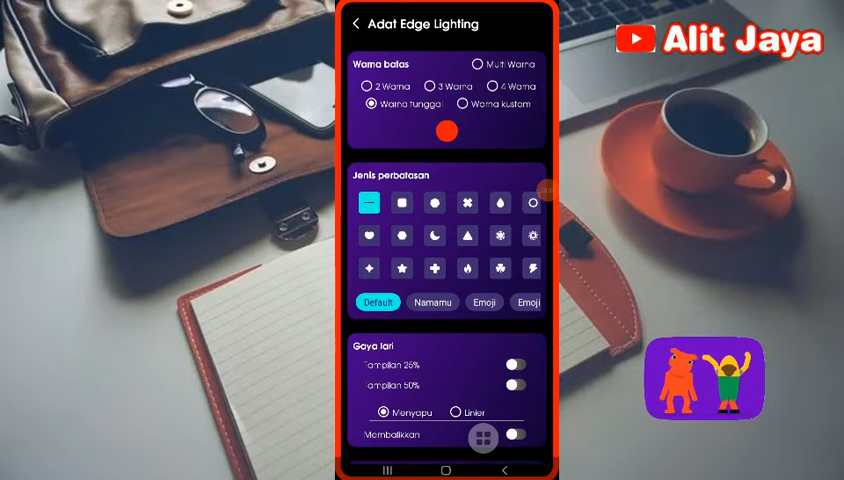 Adat Edge Lighting
Alit Jaya
Warna batas
Multi Warna
2 Warna 3 Warna 4 Warna
Warna tunggal Warna kustom
Jenis perbatasan
Default Namamu Emoji Emoji
Gaya lari
Tampilan 25%
Tampilan 50%
Menyapu Linier
Membalikkan